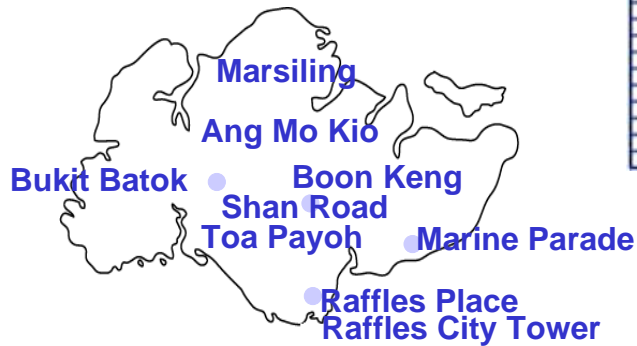 Marsiling
Ang Mo Kio
Bukit Batok
Boon Keng
Shan Road
Toa Payoh
Marine Parade
Raffles Place
Raffles City Tower